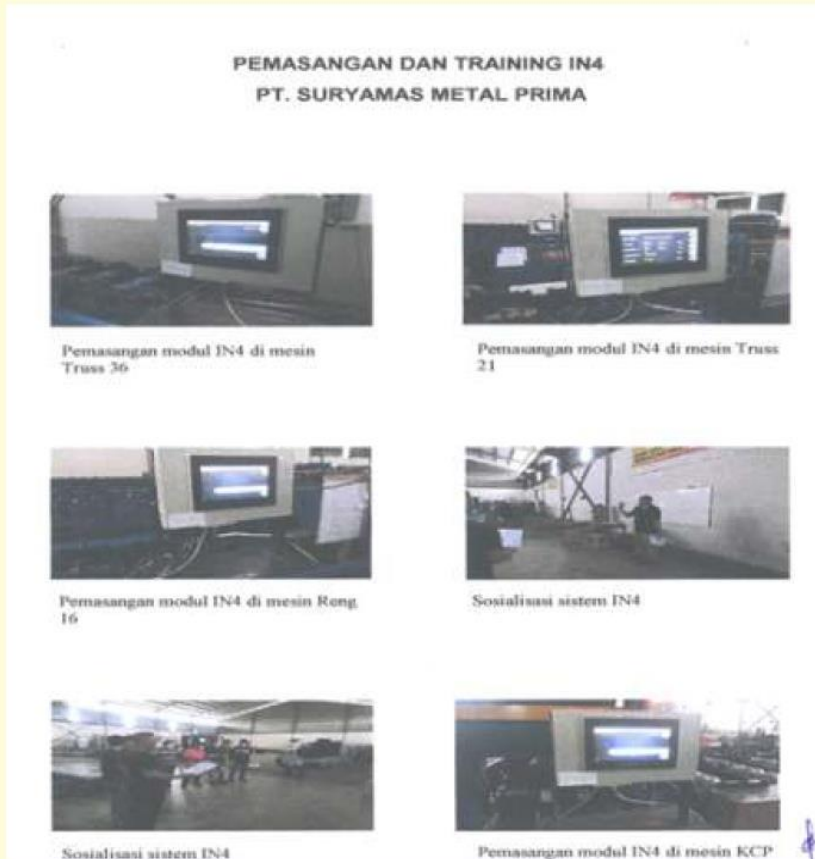 PEMASANGAN DAN TRAINING IN4
PT. SURYAMAS METAL PRIMA
Pemasangan modul IN4 di mesin
Truss 36
Pemasangan modul IN4 di mesin Truss
21
Pemasangan modul IN4 di mesin Reng
16
Sosialisasi sistem IN4
Sosialisasi sistem IN4
Pemasangan modul IN4 di mesin KCP